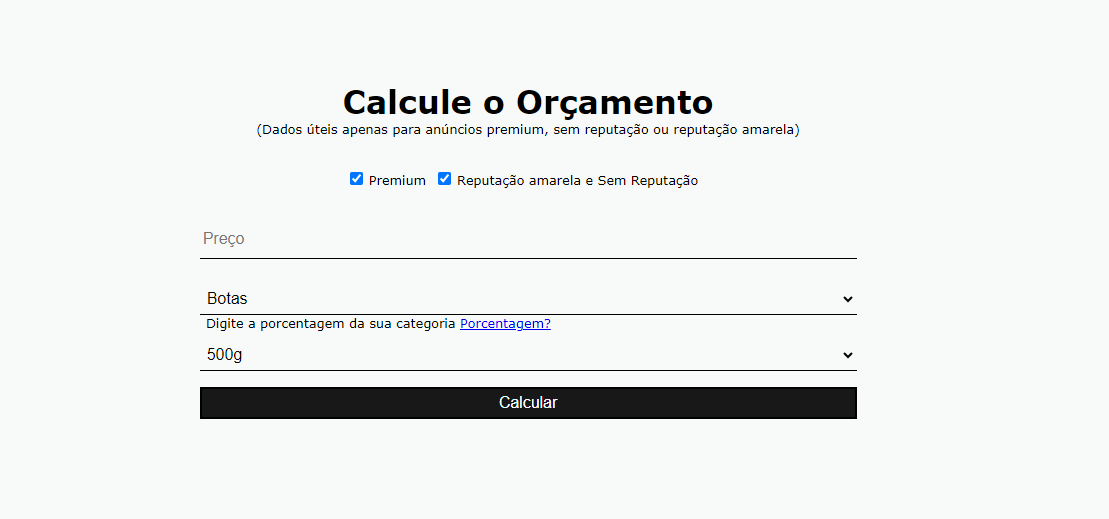 Calcule o Orçamento
(Dados úteis apenas para anúncios premium, sem reputação ou reputação amarela)
Premium Reputação amarela e Sem Reputação
Preço
Botas
Digite a porcentagem da sua categoria Porcentagem?
500g
Calcular